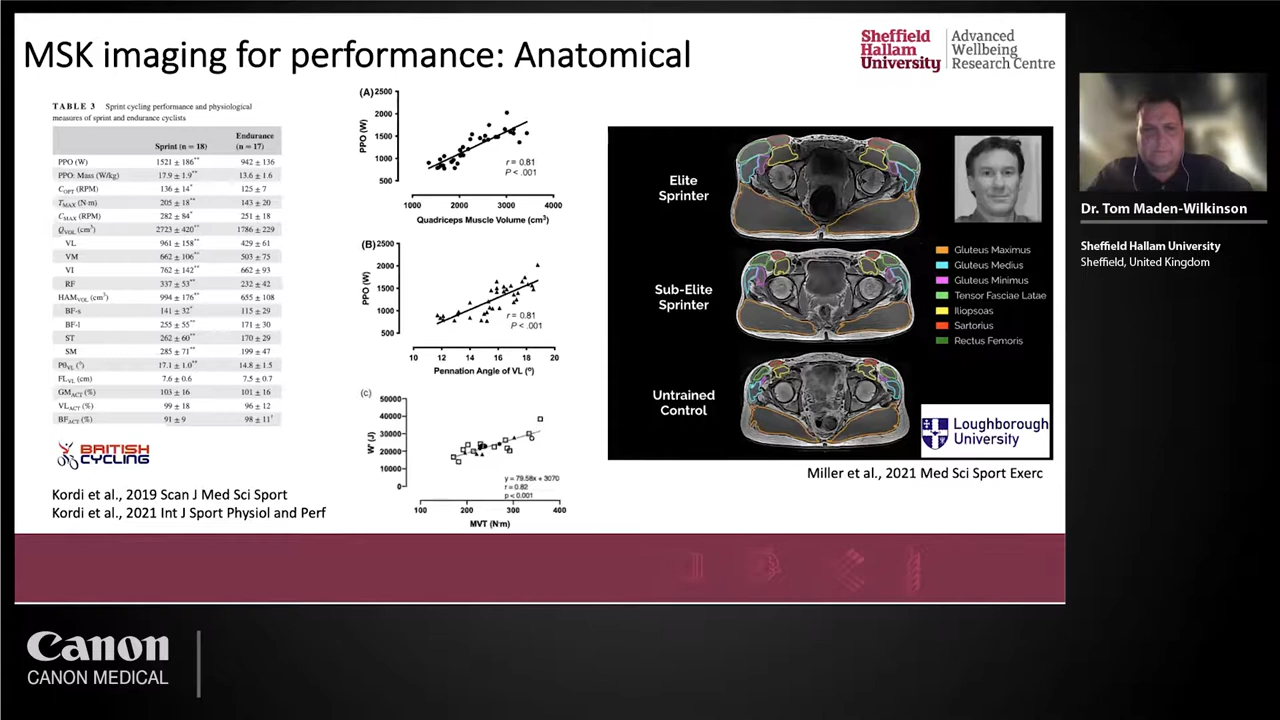 MSK imaging for performance: Anatomical
Sheffield
Hallam
University
Advanced
Wellbeing
Research Centre
TABLE 3 Sprint cycling performance and physiological
measures of sprint and endurance cyclists
Sprint (n = 18) Endurance (n = 17)
PPO (W) 1521 ± 186** 942 ± 136
PPO: Mass (W/kg) 17.9 ± 1.9** 13.6 ± 1.6
COPT (RPM) 136 ± 14* 125 ± 7
TMAX (N·m) 205 ± 18** 143 ± 20
CMAX (RPM) 282 ± 84* 251 ± 18
QVOL (cm³) 2723 ± 420** 1786 ± 229
VL 961 ± 158** 429 ± 61
VM 662 ± 106** 503 ± 75
VI 762 ± 142** 662 ± 93
RF 337 ± 53** 232 ± 42
HAMVOL (cm³) 994 ± 176** 655 ± 108
BF-s 141 ± 32* 115 ± 29
BF-l 255 ± 55** 171 ± 30
ST 262 ± 60** 170 ± 29
SM 285 ± 71** 199 ± 47
PθVL (°) 17.1 ± 1.0** 14.8 ± 1.5
FLVL (cm) 7.6 ± 0.6 7.5 ± 0.7
GMACT (%) 103 ± 16 101 ± 16
VLACT (%) 99 ± 18 96 ± 12
BFACT (%) 91 ± 9 98 ± 11†
BRITISH
CYCLING
Kordi et al., 2019 Scan J Med Sci Sport
Kordi et al., 2021 Int J Sport Physiol and Perf
(A) 2500
2000
1500
1000
500
PPO (W)
r = 0.81
P < .001
1000 2000 3000 4000
Quadriceps Muscle Volume (cm³)
(B) 2500
2000
1500
1000
500
PPO (W)
r = 0.81
P < .001
10 12 14 16 18 20
Pennation Angle of VL (°)
(c)
50000
40000
30000
20000
10000
0
W' (J)
y = 79.58x + 3070
r = 0.82
p < 0.001
100 200 300 400
MVT (N·m)
Elite
Sprinter
Sub-Elite
Sprinter
Untrained
Control
Gluteus Maximus
Gluteus Medius
Gluteus Minimus
Tensor Fasciae Latae
Iliopsoas
Sartorius
Rectus Femoris
Loughborough
University
Miller et al., 2021 Med Sci Sport Exerc
Dr. Tom Maden-Wilkinson
Sheffield Hallam University
Sheffield, United Kingdom
Canon
CANON MEDICAL